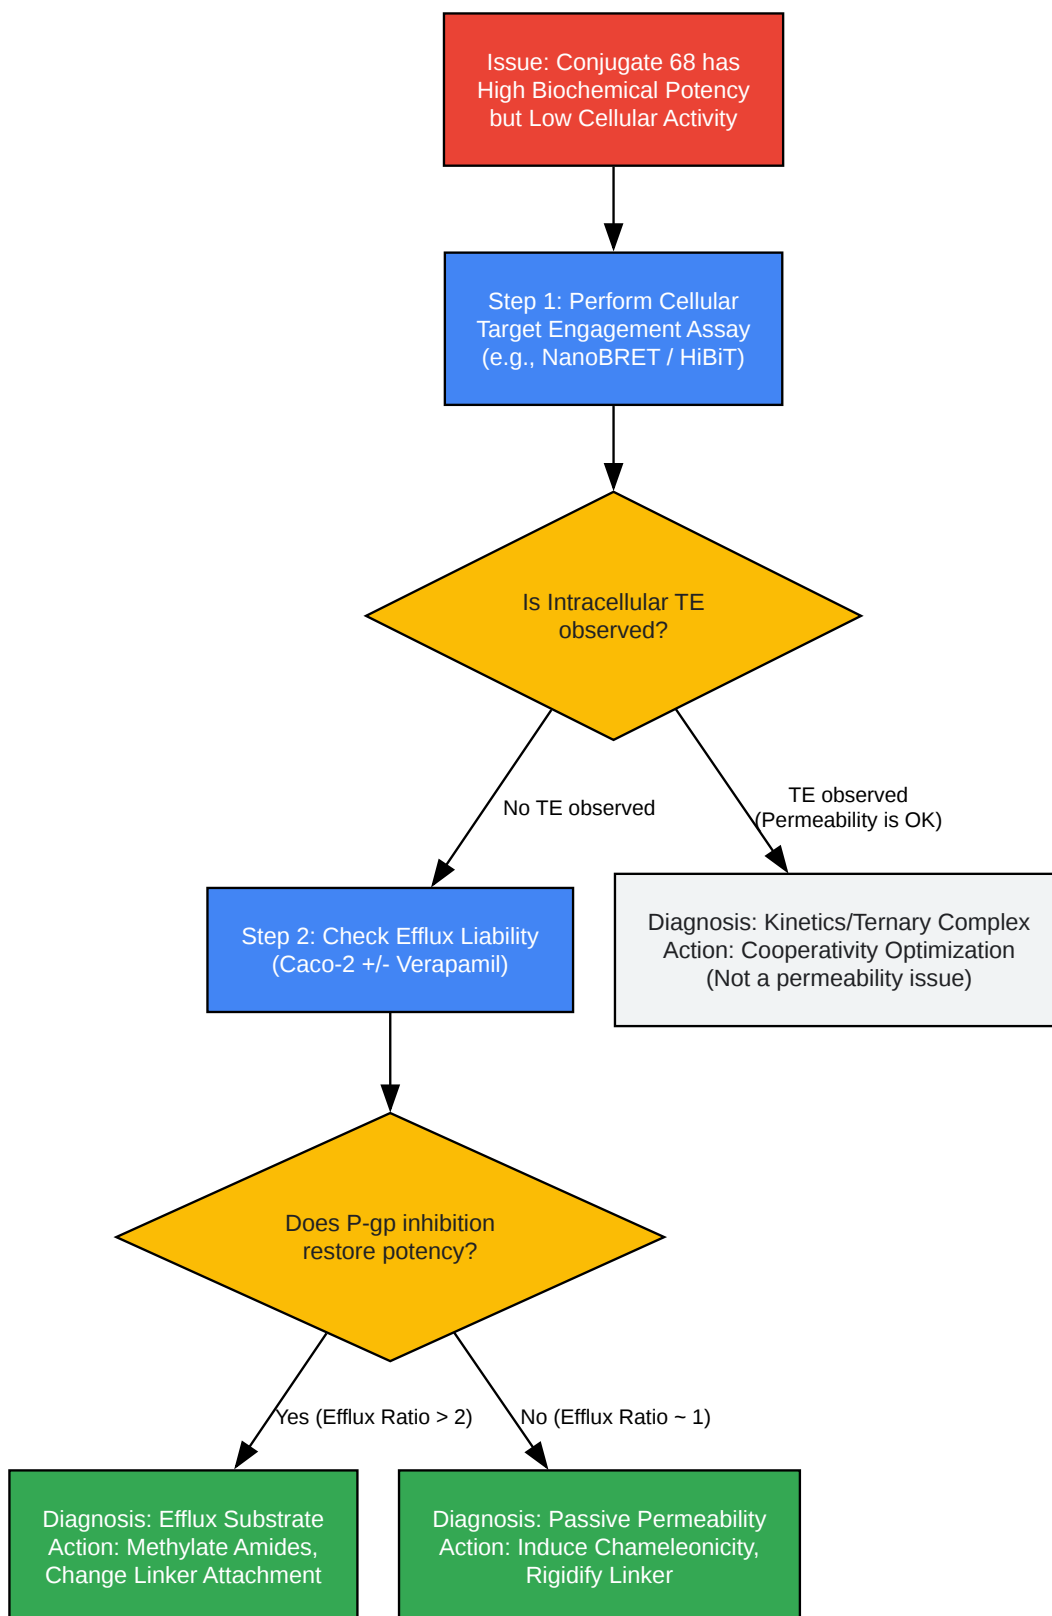 Issue: Conjugate 68 has
High Biochemical Potency
but Low Cellular Activity
Step 1: Perform Cellular
Target Engagement Assay
(e.g., NanoBRET / HiBiT)
Is Intracellular TE
observed?
No TE observed
TE observed
(Permeability is OK)
Step 2: Check Efflux Liability
(Caco-2 +/- Verapamil)
Diagnosis: Kinetics/Ternary Complex
Action: Cooperativity Optimization
(Not a permeability issue)
Does P-gp inhibition
restore potency?
Yes (Efflux Ratio > 2)
No (Efflux Ratio ~ 1)
Diagnosis: Efflux Substrate
Action: Methylate Amides,
Change Linker Attachment
Diagnosis: Passive Permeability
Action: Induce Chameleonicity,
Rigidify Linker